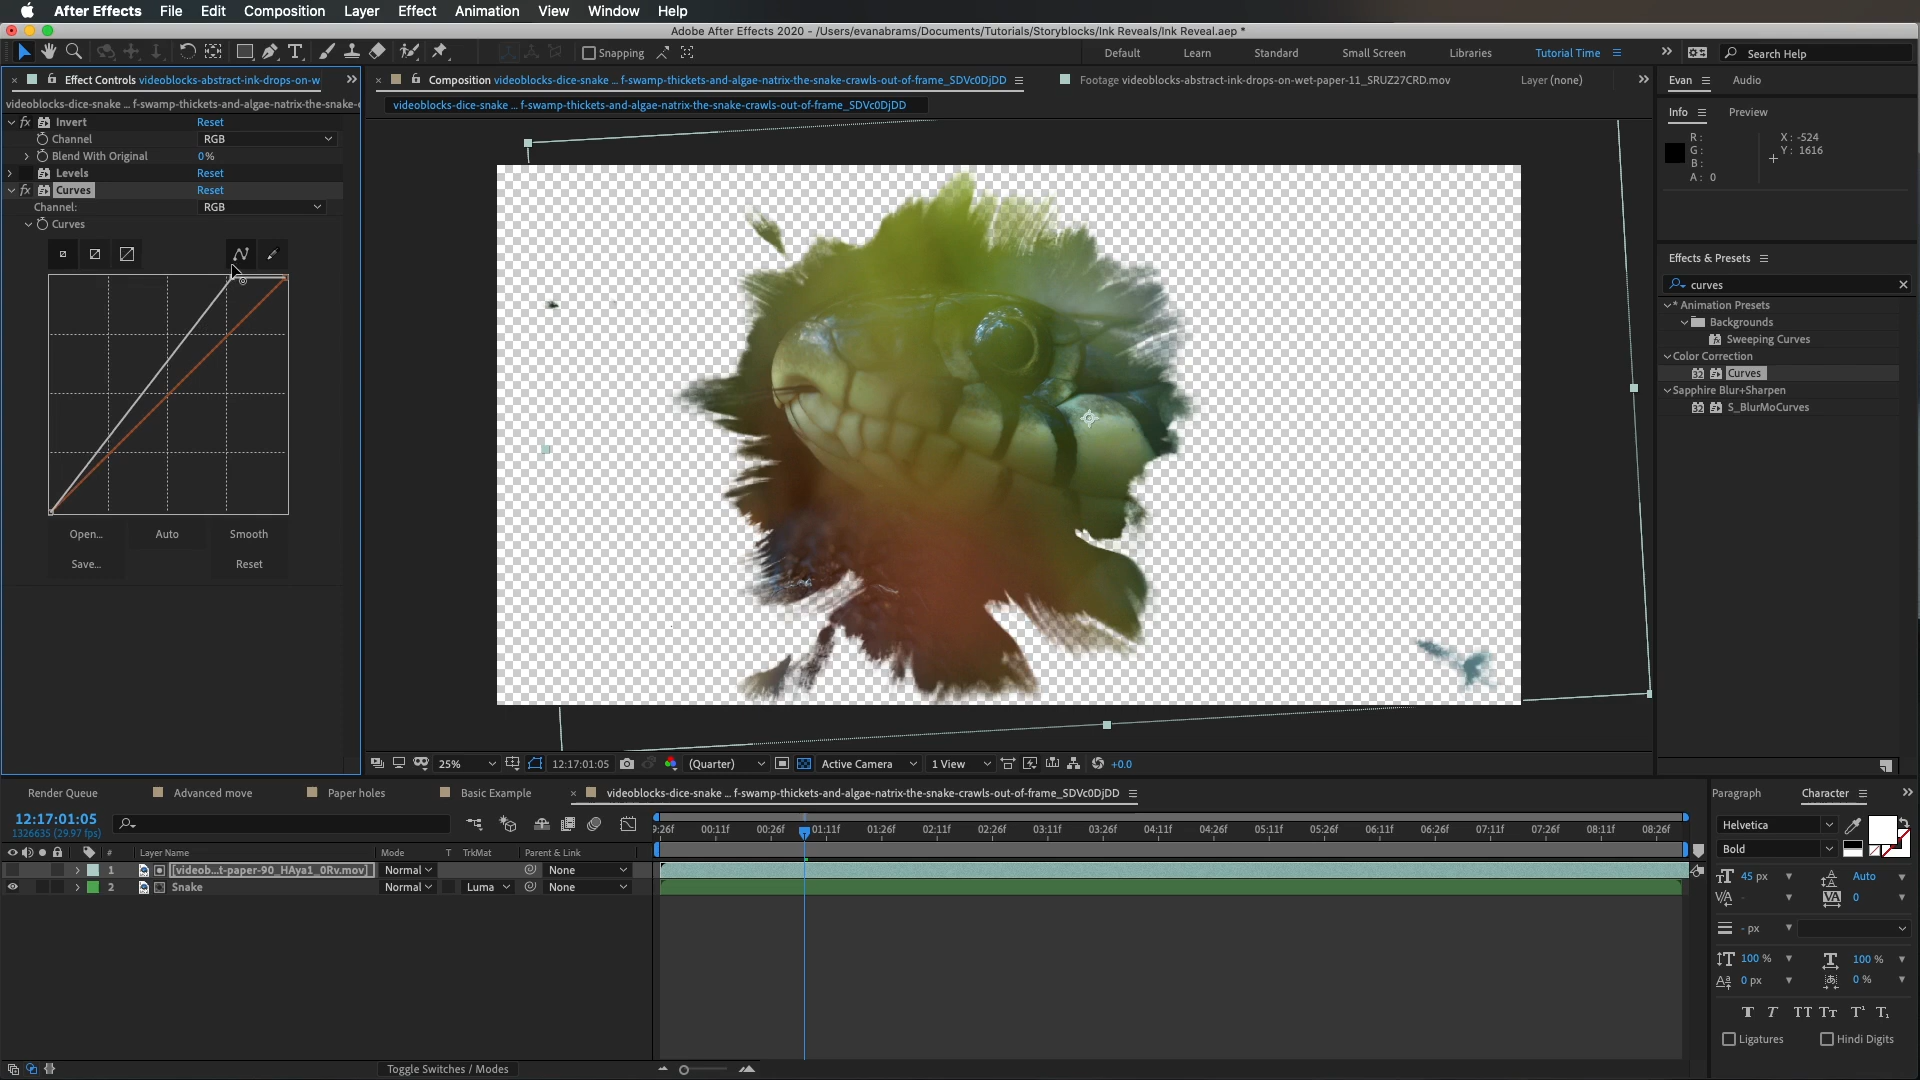 After Effects File Edit Composition Layer Effect Animation View Window Help
Adobe After Effects 2020 - /Users/evanabrams/Documents/Tutorials/Storyblocks/Ink Reveals/Ink Reveal.aep *
Snapping Default Learn Standard Small Screen Libraries Tutorial Time Search Help
Effect Controls videoblocks-abstract-ink-drops-on-w
videoblocks-dice-snake ... f-swamp-thickets-and-algae-natrix-the-snake-
fx Invert Reset
Channel RGB
Blend With Original 0%
Levels Reset
fx Curves Reset
Channel: RGB
Curves
Open... Auto Smooth
Save... Reset
Composition videoblocks-dice-snake ... f-swamp-thickets-and-algae-natrix-the-snake-crawls-out-of-frame_SDVc0DjDD
Footage videoblocks-abstract-ink-drops-on-wet-paper-11_SRUZ27CRD.mov
Layer (none)
videoblocks-dice-snake ... f-swamp-thickets-and-algae-natrix-the-snake-crawls-out-of-frame_SDVc0DjDD
25% 12:17:01:05 (Quarter) Active Camera 1 View +0.0
Evan Audio
Info Preview
R: X: -524
G: Y: 1616
B:
A: 0
Effects & Presets
curves
* Animation Presets
Backgrounds
Sweeping Curves
Color Correction
32 Curves
Sapphire Blur+Sharpen
32 S_BlurMoCurves
Render Queue Advanced move Paper holes Basic Example videoblocks-dice-snake ... f-swamp-thickets-and-algae-natrix-the-snake-crawls-out-of-frame_SDVc0DjDD
12:17:01:05
1326635 (29.97 fps)
9:26f 00:11f 00:26f 01:11f 01:26f 02:11f 02:26f 03:11f 03:26f 04:11f 04:26f 05:11f 05:26f 06:11f 06:26f 07:11f 07:26f 08:11f 08:26f
# Layer Name Mode T TrkMat Parent & Link
1 [videob...t-paper-90_HAya1_0Rv.mov] Normal None
2 Snake Normal Luma None
Toggle Switches / Modes
Paragraph Character
Helvetica
Bold
45 px Auto
- 0
- px
100 % 100 %
0 px 0 %
T T TT Tt T¹ T₁
Ligatures Hindi Digits